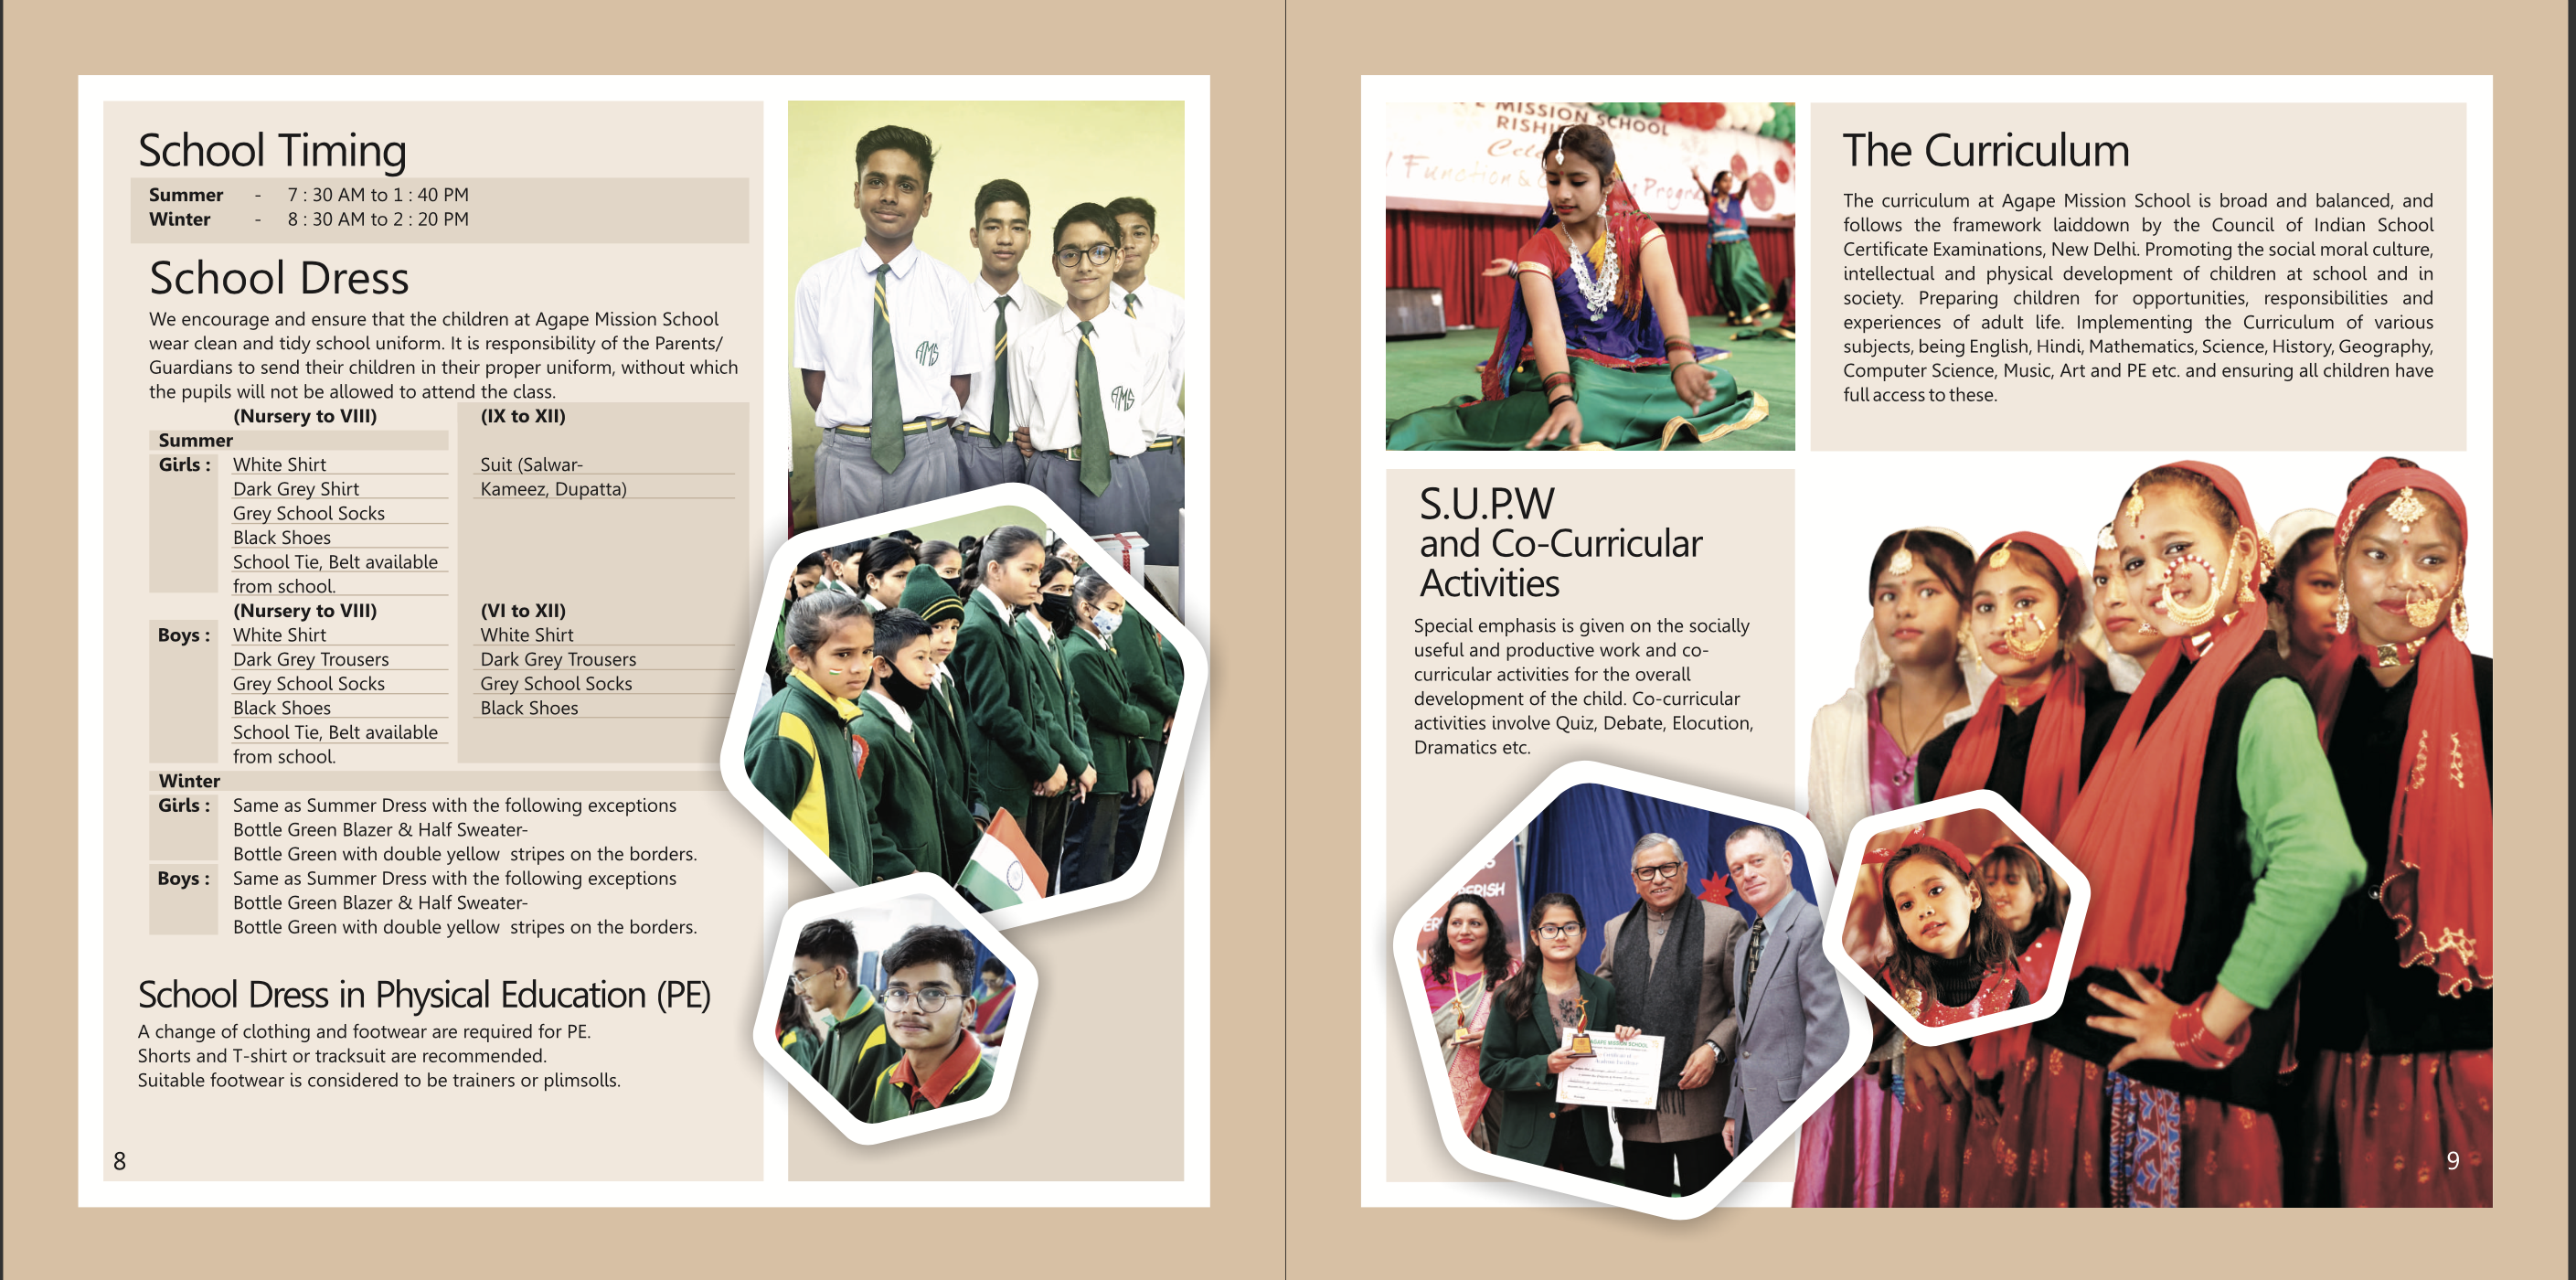 School Timing
Summer - 7 : 30 AM to 1 : 40 PM
Winter - 8 : 30 AM to 2 : 20 PM
School Dress
We encourage and ensure that the children at Agape Mission School
wear clean and tidy school uniform. It is responsibility of the Parents/
Guardians to send their children in their proper uniform, without which
the pupils will not be allowed to attend the class.
(Nursery to VIII) (IX to XII)
Summer
Girls : White Shirt Suit (Salwar-
Dark Grey Shirt Kameez, Dupatta)
Grey School Socks
Black Shoes
School Tie, Belt available
from school.
(Nursery to VIII) (VI to XII)
Boys : White Shirt White Shirt
Dark Grey Trousers Dark Grey Trousers
Grey School Socks Grey School Socks
Black Shoes Black Shoes
School Tie, Belt available
from school.
Winter
Girls : Same as Summer Dress with the following exceptions
Bottle Green Blazer & Half Sweater-
Bottle Green with double yellow stripes on the borders.
Boys : Same as Summer Dress with the following exceptions
Bottle Green Blazer & Half Sweater-
Bottle Green with double yellow stripes on the borders.
School Dress in Physical Education (PE)
A change of clothing and footwear are required for PE.
Shorts and T-shirt or tracksuit are recommended.
Suitable footwear is considered to be trainers or plimsolls.
8
AMS
AMS
MISSION SCHOOL
Function &
The Curriculum
The curriculum at Agape Mission School is broad and balanced, and
follows the framework laiddown by the Council of Indian School
Certificate Examinations, New Delhi. Promoting the social moral culture,
intellectual and physical development of children at school and in
society. Preparing children for opportunities, responsibilities and
experiences of adult life. Implementing the Curriculum of various
subjects, being English, Hindi, Mathematics, Science, History, Geography,
Computer Science, Music, Art and PE etc. and ensuring all children have
full access to these.
S.U.P.W
and Co-Curricular
Activities
Special emphasis is given on the socially
useful and productive work and co-
curricular activities for the overall
development of the child. Co-curricular
activities involve Quiz, Debate, Elocution,
Dramatics etc.
AGAPE MISSION SCHOOL
9